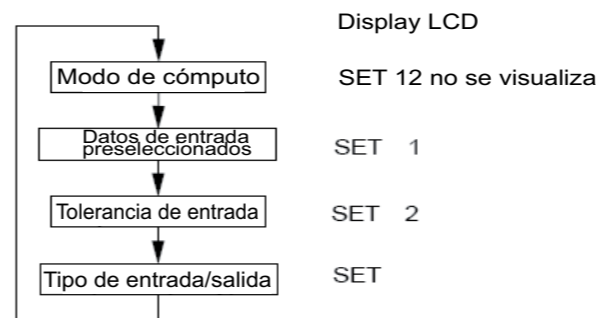 Display LCD
Modo de cómputo
SET 12 no se visualiza
Datos de entrada
preseleccionados
SET 1
Tolerancia de entrada
SET 2
Tipo de entrada/salida
SET